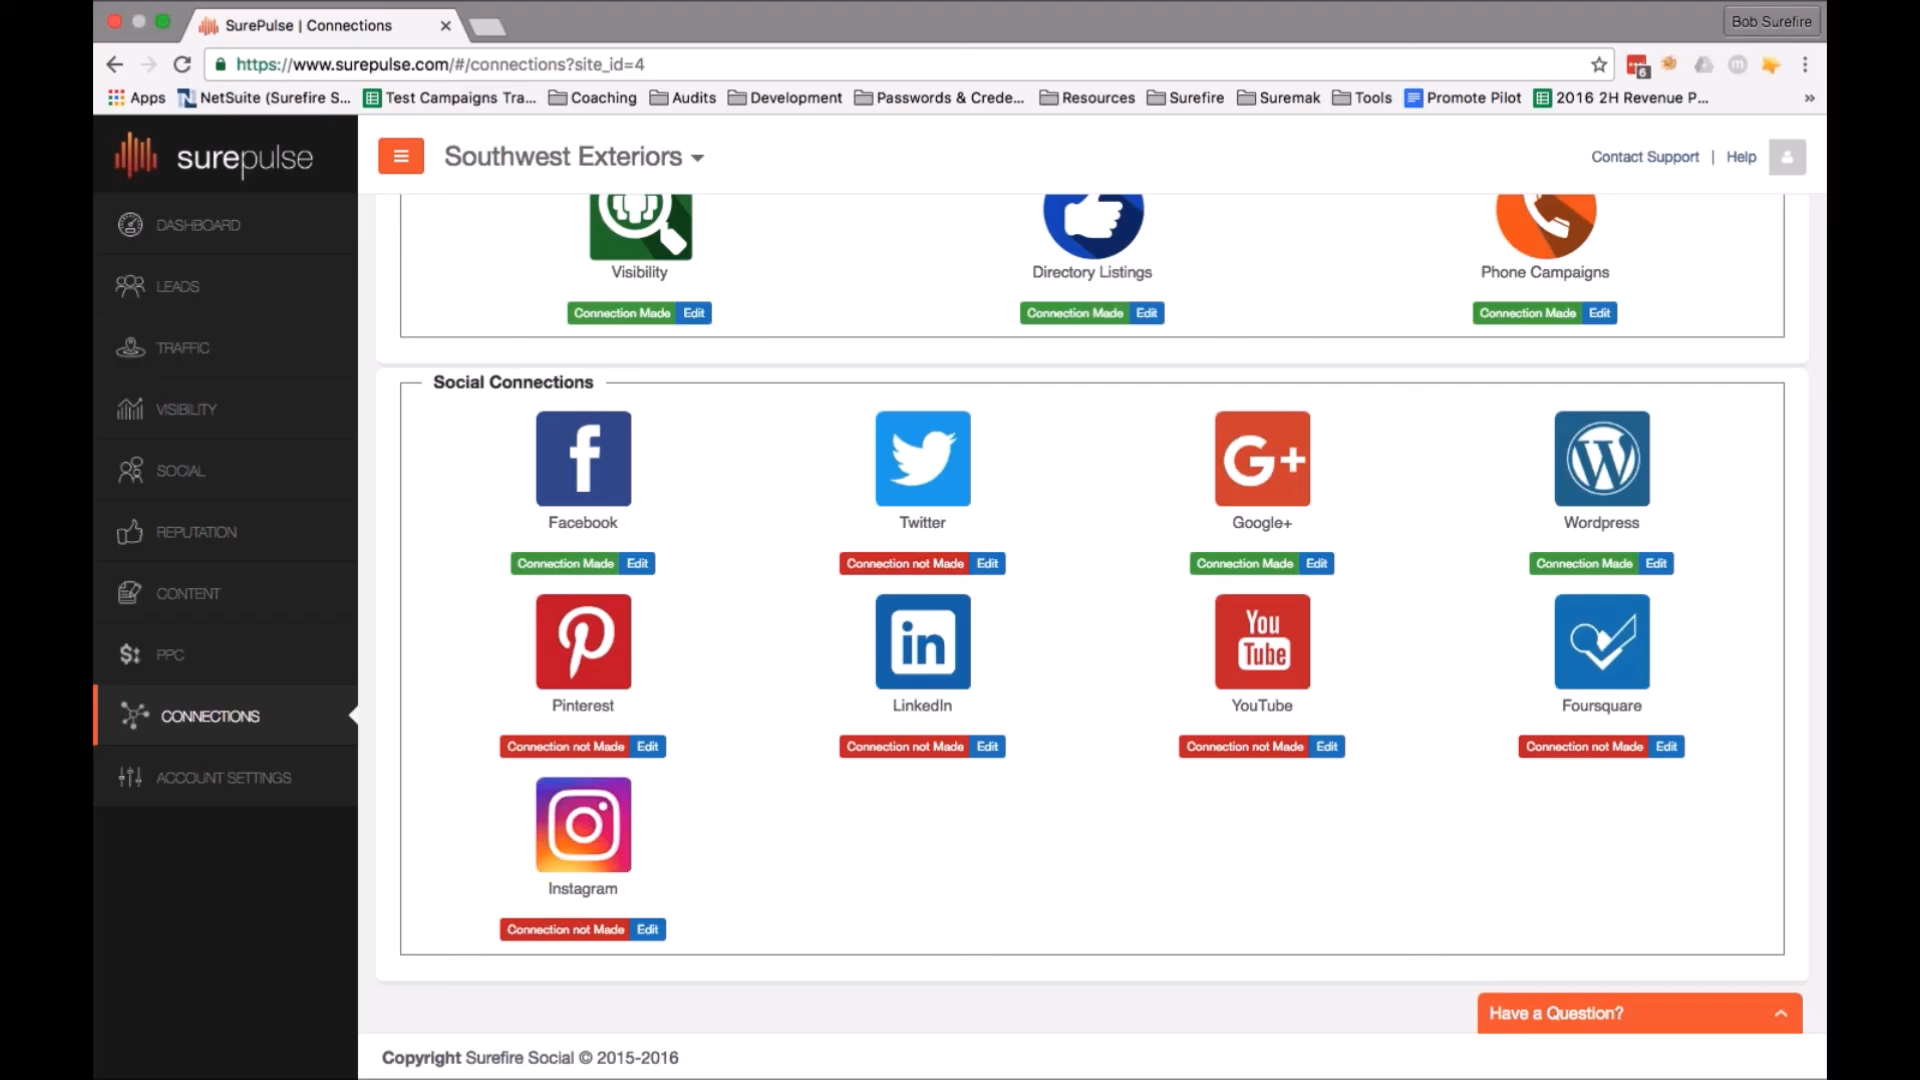 SurePulse | Connections
Bob Surefire
https://www.surepulse.com/#/connections?site_id=4
6
m
Apps NetSuite (Surefire S... Test Campaigns Tra... Coaching Audits Development Passwords & Crede... Resources Surefire Suremak Tools Promote Pilot 2016 2H Revenue P... »
surepulse
Southwest Exteriors
Contact Support | Help
DASHBOARD
LEADS
TRAFFIC
VISIBILITY
SOCIAL
REPUTATION
CONTENT
PPC
CONNECTIONS
ACCOUNT SETTINGS
Visibility Directory Listings Phone Campaigns
Connection Made Edit Connection Made Edit Connection Made Edit
Social Connections
f G+ W
Facebook Twitter Google+ Wordpress
Connection Made Edit Connection not Made Edit Connection Made Edit Connection Made Edit
in You Tube
Pinterest LinkedIn YouTube Foursquare
Connection not Made Edit Connection not Made Edit Connection not Made Edit Connection not Made Edit
Instagram
Connection not Made Edit
Have a Question?
Copyright Surefire Social © 2015-2016